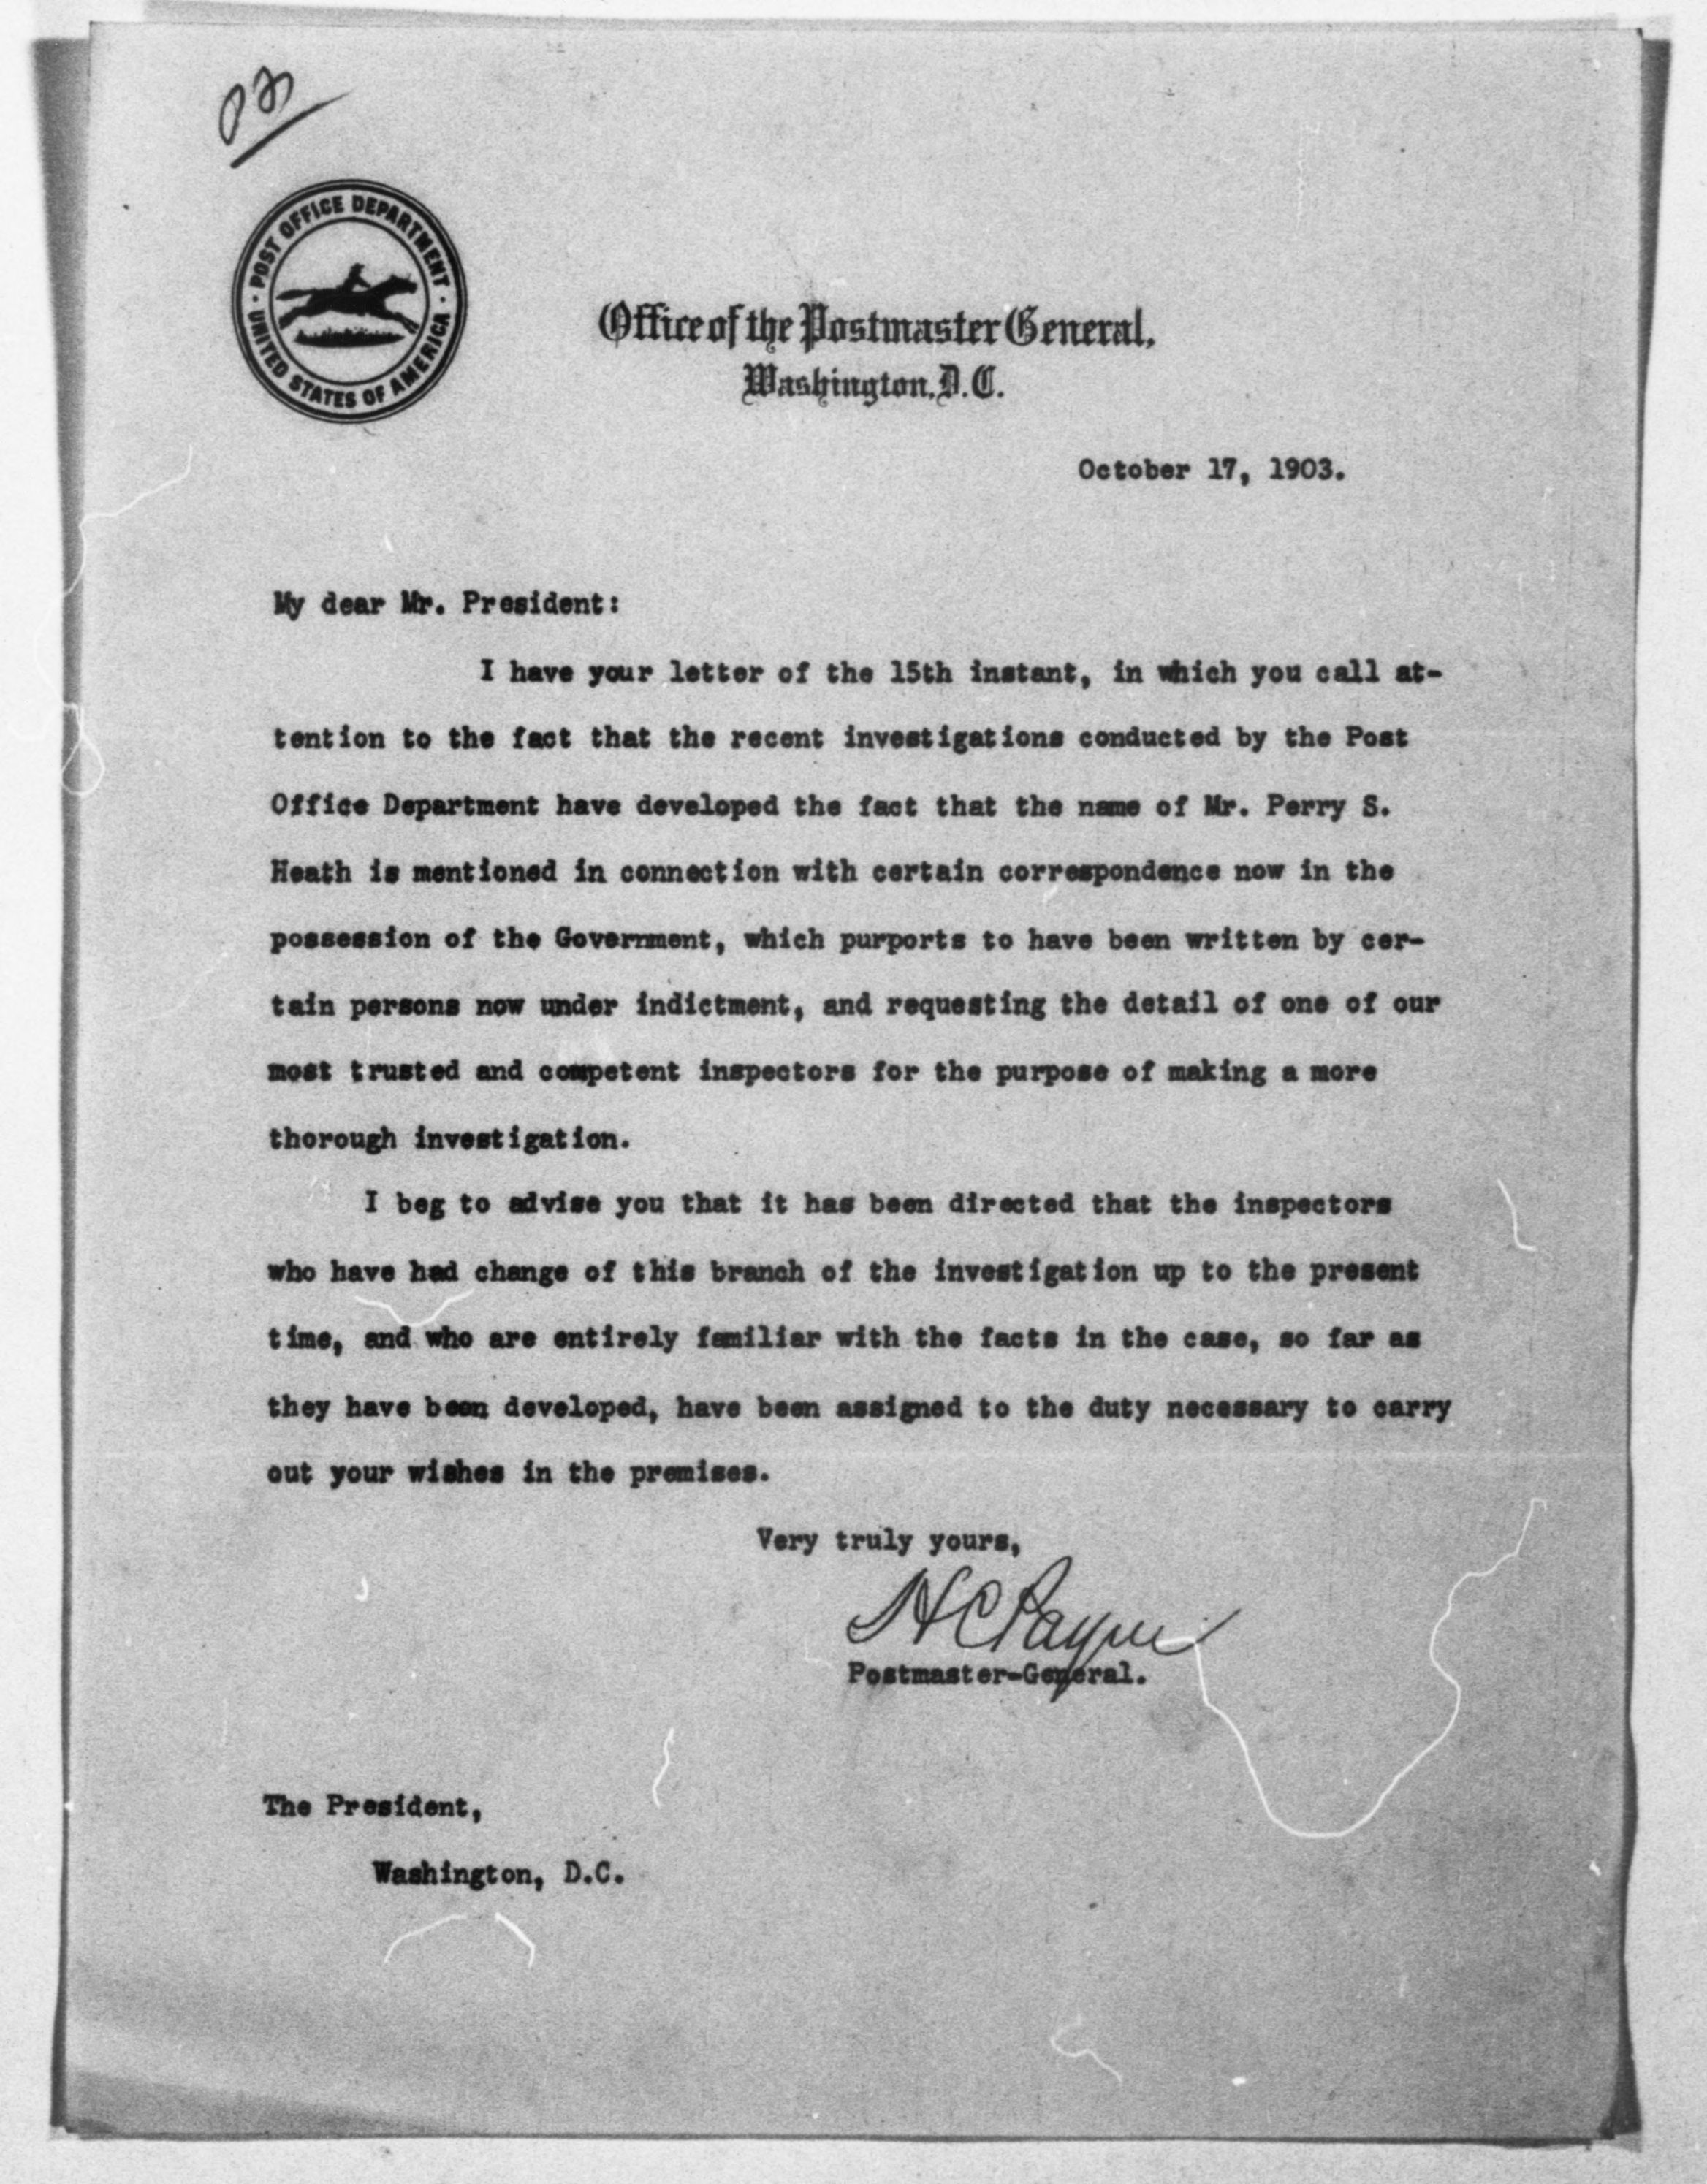 POST OFFICE DEPARTMENT
UNITED STATES OF AMERICA
Office of the Postmaster General,
Washington, D.C.
October 17, 1903.
My dear Mr. President:
I have your letter of the 15th instant, in which you call at-
tention to the fact that the recent investigations conducted by the Post
Office Department have developed the fact that the name of Mr. Perry S.
Heath is mentioned in connection with certain correspondence now in the
possession of the Government, which purports to have been written by cer-
tain persons now under indictment, and requesting the detail of one of our
most trusted and competent inspectors for the purpose of making a more
thorough investigation.
I beg to advise you that it has been directed that the inspectors
who have had change of this branch of the investigation up to the present
time, and who are entirely familiar with the facts in the case, so far as
they have been developed, have been assigned to the duty necessary to carry
out your wishes in the premises.
Very truly yours,
H C Payne
Postmaster-General.
The President,
Washington, D.C.